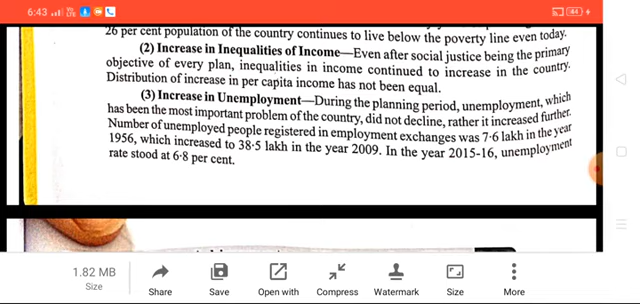 6:43
44
26 per cent population of the country continues to live below the poverty line even today.
(2) Increase in Inequalities of Income—Even after social justice being the primary
objective of every plan, inequalities in income continued to increase in the country.
Distribution of increase in per capita income has not been equal.
(3) Increase in Unemployment—During the planning period, unemployment, which
has been the most important problem of the country, did not decline, rather it increased further.
Number of unemployed people registered in employment exchanges was 7·6 lakh in the year
1956, which increased to 38·5 lakh in the year 2009. In the year 2015-16, unemployment
rate stood at 6·8 per cent.
1.82 MB
Size
Share
Save
Open with
Compress
Watermark
Size
More